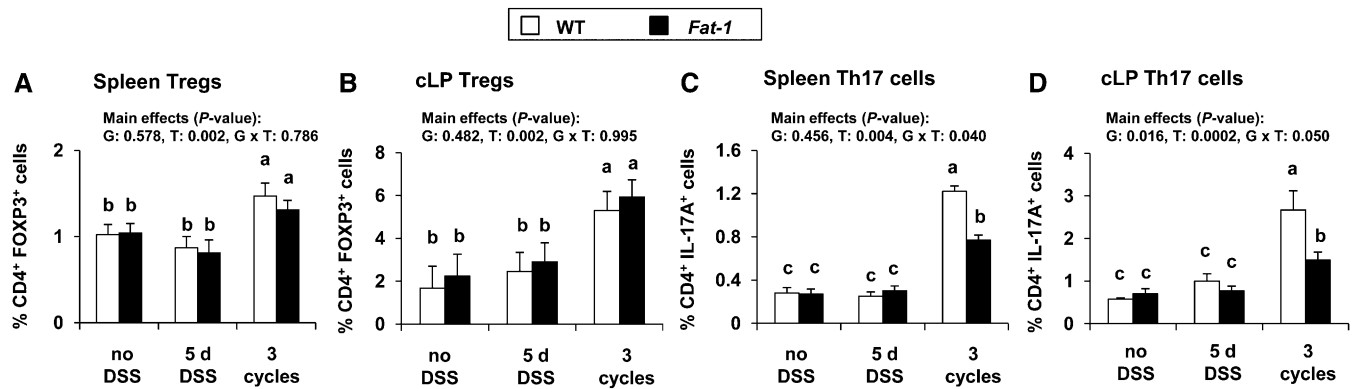 WT Fat-1
A Spleen Tregs
Main effects (P-value):
G: 0.578, T: 0.002, G x T: 0.786
% CD4+ FOXP3+ cells
2
1
0
b b
b b
a
a
no
DSS
5 d
DSS
3
cycles
B cLP Tregs
Main effects (P-value):
G: 0.482, T: 0.002, G x T: 0.995
% CD4+ FOXP3+ cells
8
6
4
2
0
b b
b b
a a
no
DSS
5 d
DSS
3
cycles
C Spleen Th17 cells
Main effects (P-value):
G: 0.456, T: 0.004, G x T: 0.040
% CD4+ IL-17A+ cells
1.6
1.2
0.8
0.4
0
c c
c c
a
b
no
DSS
5 d
DSS
3
cycles
D cLP Th17 cells
Main effects (P-value):
G: 0.016, T: 0.0002, G x T: 0.050
% CD4+ IL-17A+ cells
4
3
2
1
0
c c
c c
a
b
no
DSS
5 d
DSS
3
cycles